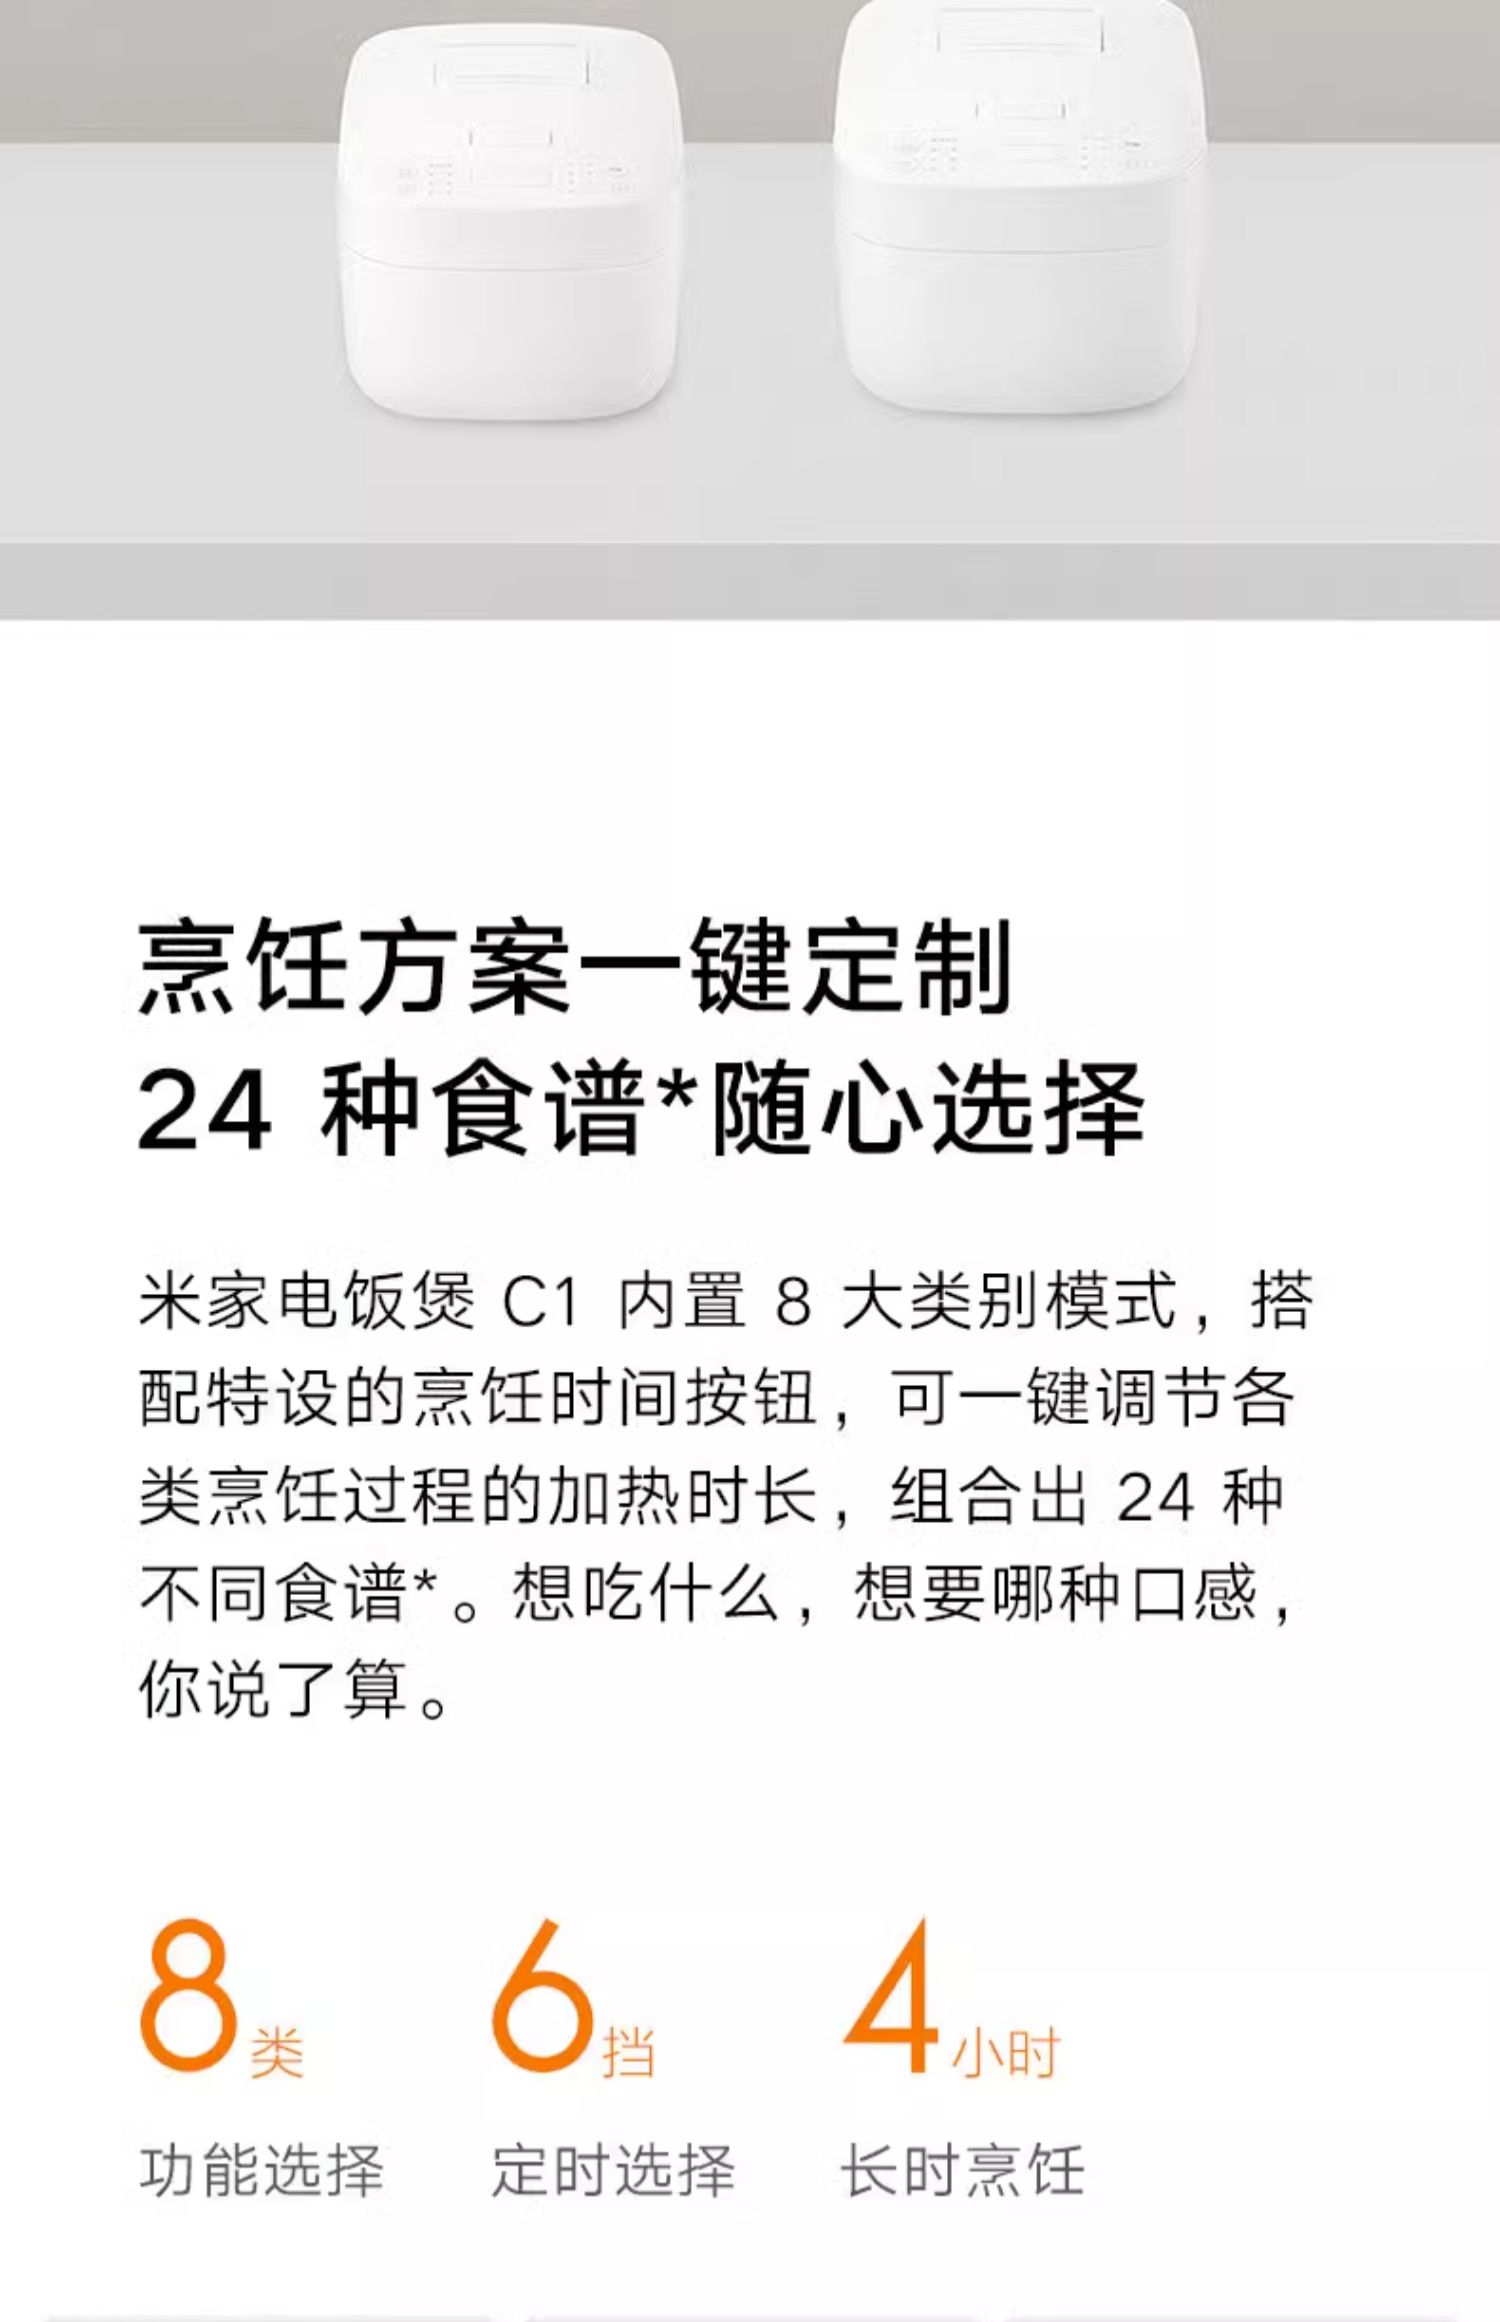 烹饪方案一键定制
24 种食谱*随心选择
米家电饭煲 C1 内置 8 大类别模式，搭
配特设的烹饪时间按钮，可一键调节各
类烹饪过程的加热时长，组合出 24 种
不同食谱*。想吃什么，想要哪种口感，
你说了算。
8类 6挡 4小时
功能选择 定时选择 长时烹饪